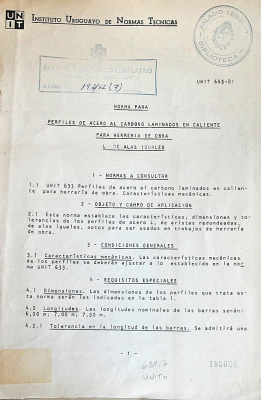 UNIT INSTITUTO URUGUAYO DE NORMAS TECNICAS
PALACIO LEGISLATIVO
BIBLIOTECA
UNIT 645-81
NORMA PARA
PERFILES DE ACERO AL CARBONO LAMINADOS EN CALIENTE
PARA HERRERIA DE OBRA
L DE ALAS IGUALES
1 - NORMAS A CONSULTAR
1.1 UNIT 633 Perfiles de acero al carbono laminados en calien-
te para herrería de obra. Características mecánicas.
2 - OBJETO Y CAMPO DE APLICACION
2.1 Esta norma establece las características, dimensiones y to-
lerancias de los perfiles de acero L, de aristas redondeadas,
de alas iguales, aptos para ser usados en trabajos de herrería
de obra.
3 - CONDICIONES GENERALES
3.1 Características mecánicas. Las características mecánicas
de los perfiles se deberán ajustar a lo establecido en la nor
ma UNIT 633.
4 - REQUISITOS ESPECIALES
4.1 Dimensiones. Las dimensiones de los perfiles que trata es-
ta norma serán las indicadas en la tabla I.
4.2 Longitudes. Las longitudes nominales de las barras serán:
6,50 m; 7,00 m y 7,50 m.
4.2.1 Tolerancia en la longitud de las barras. Se admitirá una
- 1 -